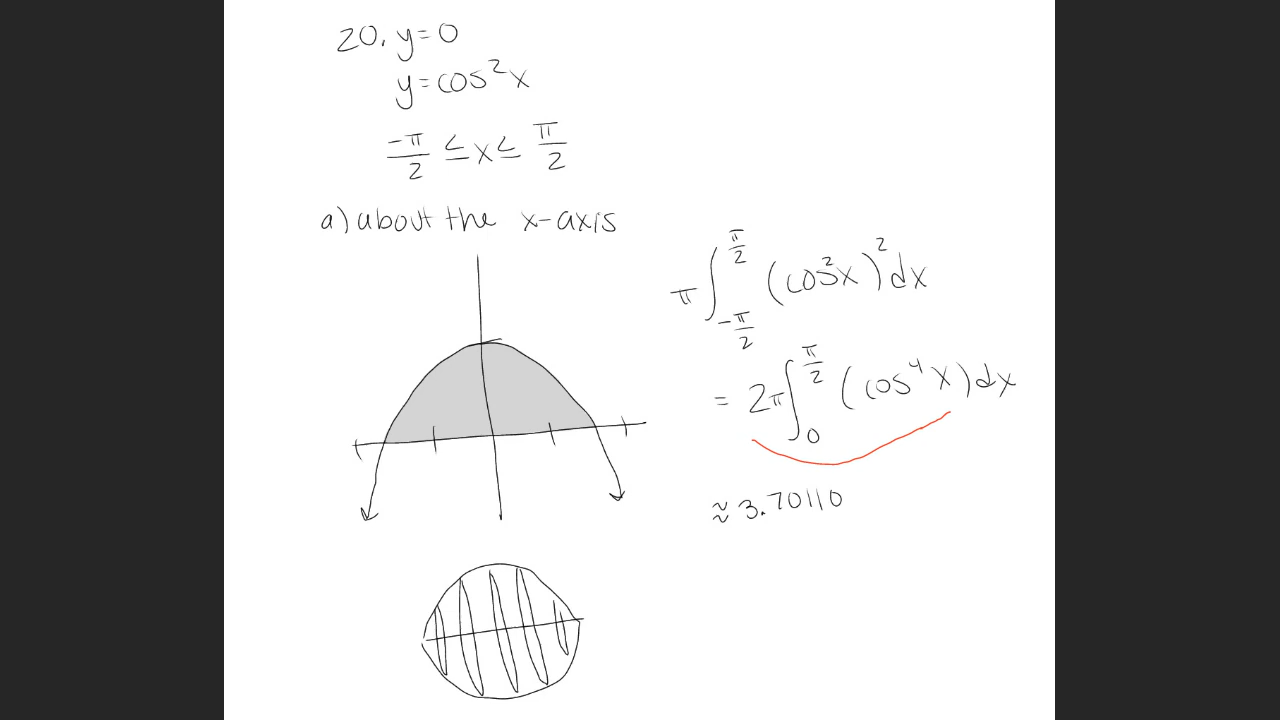 20. y=0
y=cos²x
-π/2 ≤ x ≤ π/2
a) about the x-axis
π∫_{-π/2}^{π/2} (cos²x)² dx
= 2π∫_0^{π/2} (cos⁴x) dx
≈ 3.70110